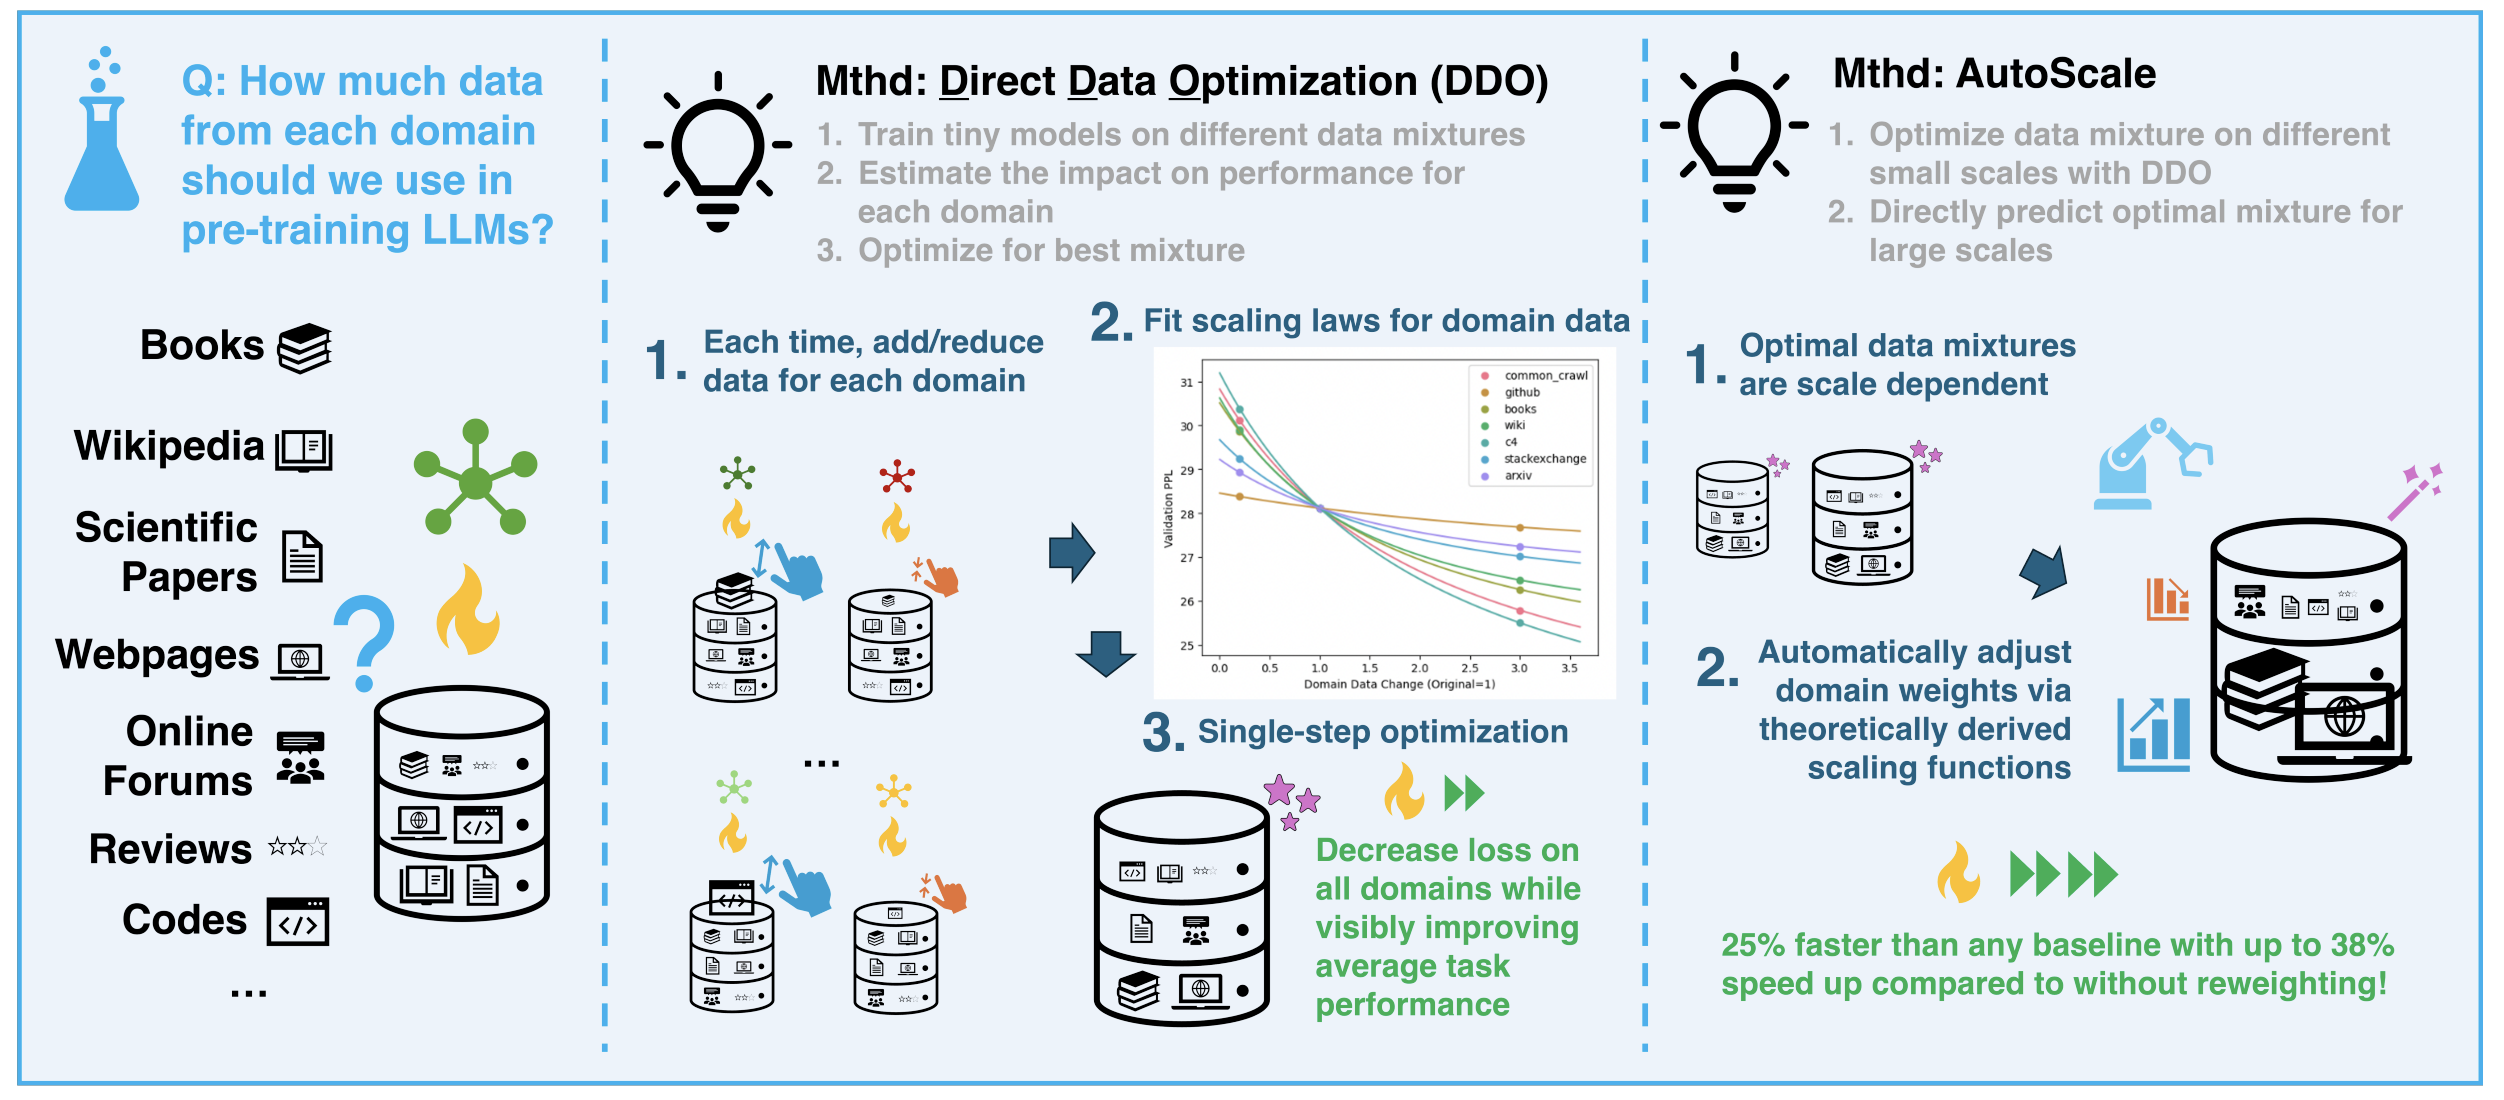 Q: How much data
from each domain
should we use in
pre-training LLMs?
Books
Wikipedia
Scientific
Papers
Webpages
Online
Forums
Reviews
Codes
...
?
Mthd: Direct Data Optimization (DDO)
1. Train tiny models on different data mixtures
2. Estimate the impact on performance for
each domain
3. Optimize for best mixture
1. Each time, add/reduce
data for each domain
...
2. Fit scaling laws for domain data
Validation PPL
31
30
29
28
27
26
25
0.0 0.5 1.0 1.5 2.0 2.5 3.0 3.5
Domain Data Change (Original=1)
common_crawl
github
books
wiki
c4
stackexchange
arxiv
3. Single-step optimization
Decrease loss on
all domains while
visibly improving
average task
performance
Mthd: AutoScale
1. Optimize data mixture on different
small scales with DDO
2. Directly predict optimal mixture for
large scales
1. Optimal data mixtures
are scale dependent
2. Automatically adjust
domain weights via
theoretically derived
scaling functions
25% faster than any baseline with up to 38%
speed up compared to without reweighting!